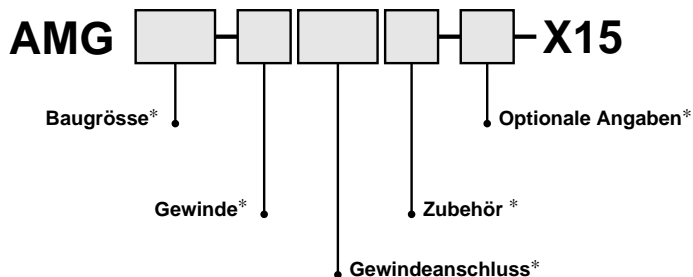 AMG - - - X15
Baugrösse* Optionale Angaben*
Gewinde* Zubehör *
Gewindeanschluss*